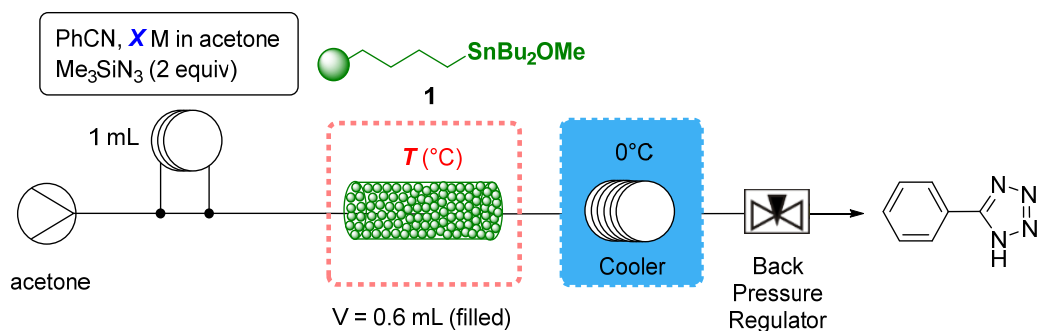 PhCN, X M in acetone
Me₃SiN₃ (2 equiv)
SnBu₂OMe
1
1 mL
T (°C)
0°C
N
N
N
N
H
acetone
Cooler
Back
Pressure
Regulator
V = 0.6 mL (filled)